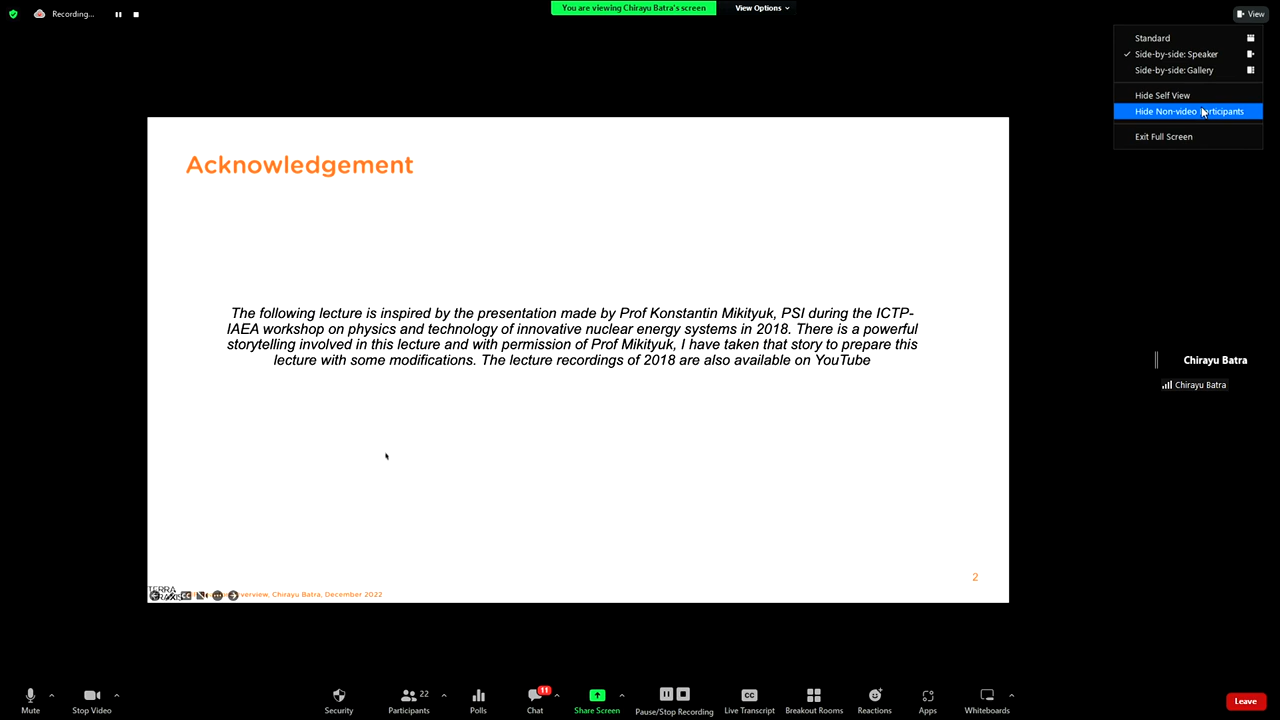 Recording...
You are viewing Chirayu Batra's screen
View Options
View
Standard
Side-by-side: Speaker
Side-by-side: Gallery
Hide Self View
Hide Non-video Participants
Exit Full Screen
Acknowledgement
The following lecture is inspired by the presentation made by Prof Konstantin Mikityuk, PSI during the ICTP-
IAEA workshop on physics and technology of innovative nuclear energy systems in 2018. There is a powerful
storytelling involved in this lecture and with permission of Prof Mikityuk, I have taken that story to prepare this
lecture with some modifications. The lecture recordings of 2018 are also available on YouTube
Chirayu Batra
Chirayu Batra
2
TERRA
verview, Chirayu Batra, December 2022
Mute
Stop Video
Security
22
Participants
Polls
11
Chat
Share Screen
Pause/Stop Recording
CC
Live Transcript
Breakout Rooms
Reactions
Apps
Whiteboards
Leave